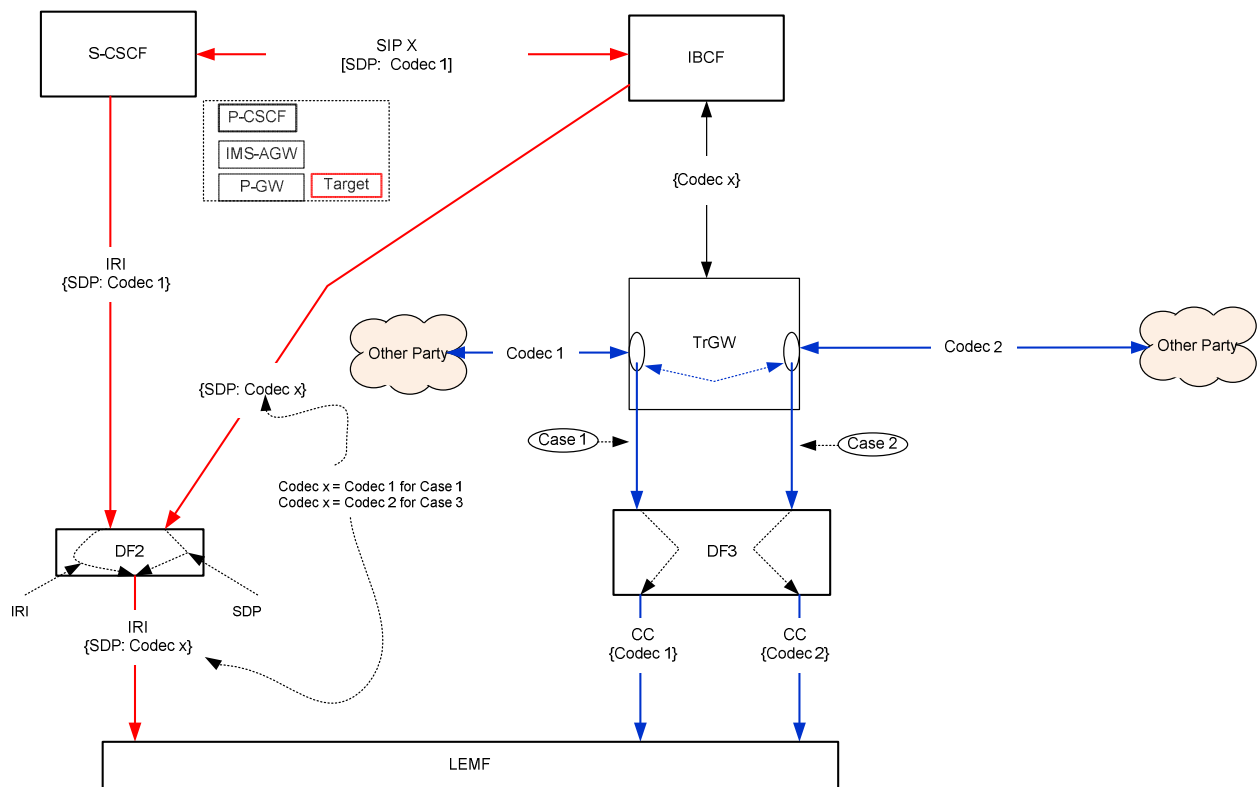 S-CSCF
SIP X
[SDP: Codec 1]
IBCF
P-CSCF
IMS-AGW
P-GW
Target
{Codec x}
IRI
{SDP: Codec 1}
Other Party
Codec 1
TrGW
Codec 2
Other Party
{SDP: Codec x}
Case 1
Case 2
Codec x = Codec 1 for Case 1
Codec x = Codec 2 for Case 3
DF2
DF3
IRI
SDP
IRI
{SDP: Codec x}
CC
{Codec 1}
CC
{Codec 2}
LEMF